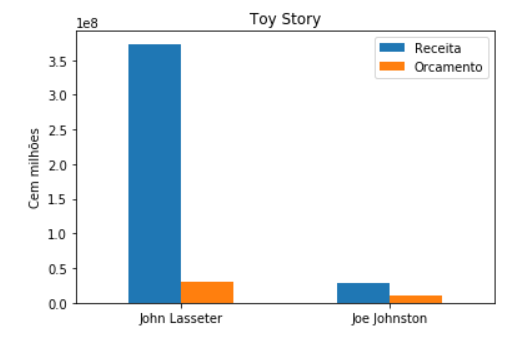 Toy Story
1e8
Receita
Orcamento
Cem milhões
3.5
3.0
2.5
2.0
1.5
1.0
0.5
0.0
John Lasseter
Joe Johnston